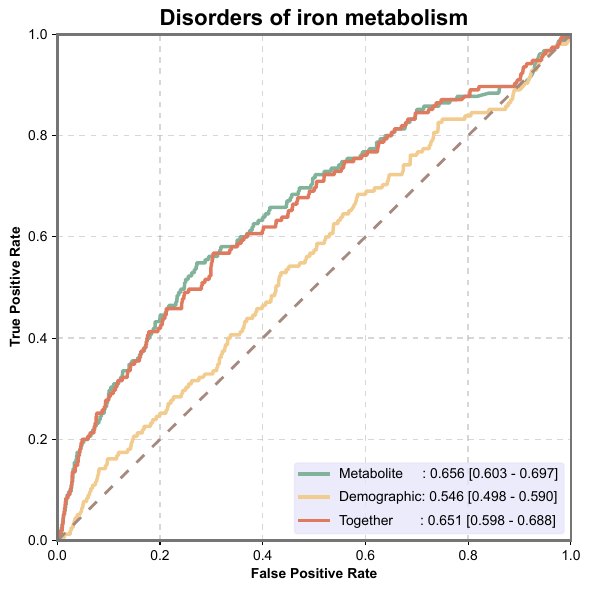 Disorders of iron metabolism
True Positive Rate
1.0
0.8
0.6
0.4
0.2
0.0
Metabolite : 0.656 [0.603 - 0.697]
Demographic: 0.546 [0.498 - 0.590]
Together : 0.651 [0.598 - 0.688]
0.0 0.2 0.4 0.6 0.8 1.0
False Positive Rate